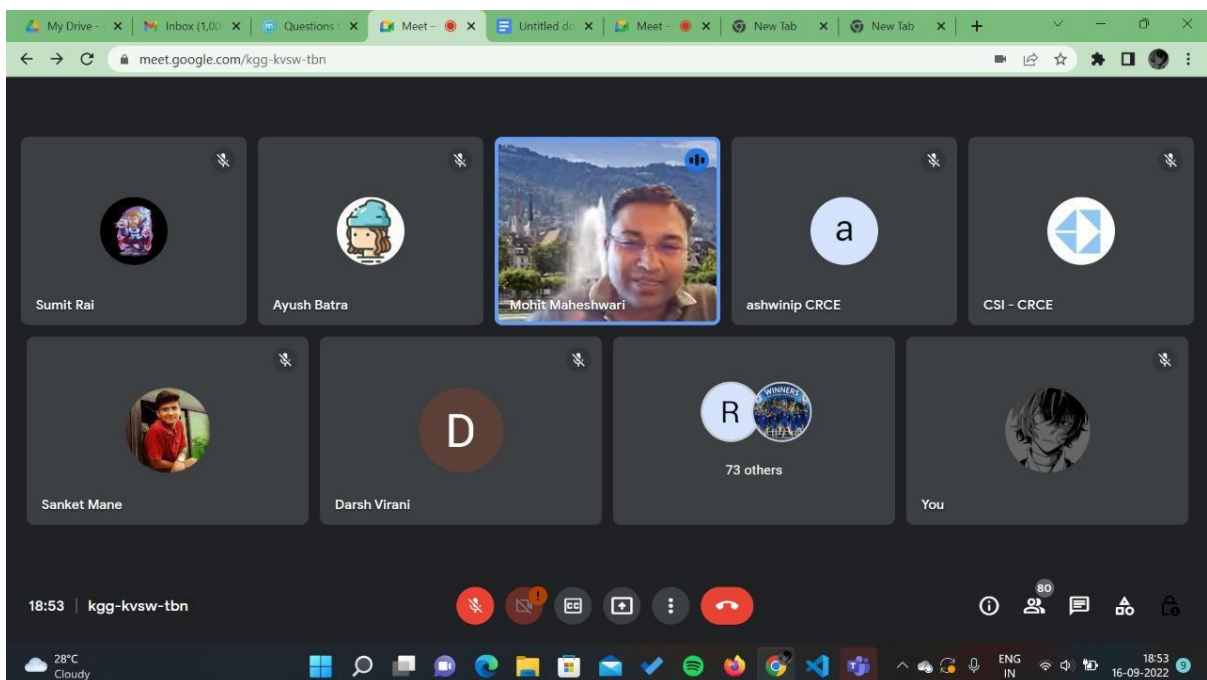 My Drive -
Inbox (1,00
Questions
Meet -
Untitled do
Meet -
New Tab
New Tab
meet.google.com/kgg-kvsw-tbn
Sumit Rai
Ayush Batra
Mohit Maheshwari
a
ashwinip CRCE
CSI - CRCE
Sanket Mane
D
Darsh Virani
R
WINNERS
73 others
You
18:53 | kgg-kvsw-tbn
CC
80
28°C
Cloudy
ENG
IN
18:53
16-09-2022
9